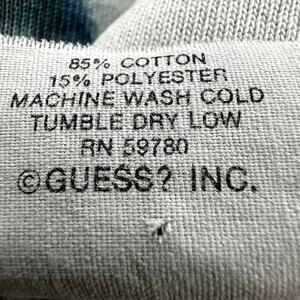 85% COTTON
15% POLYESTER
MACHINE WASH COLD
TUMBLE DRY LOW
RN 59780
©GUESS? INC.